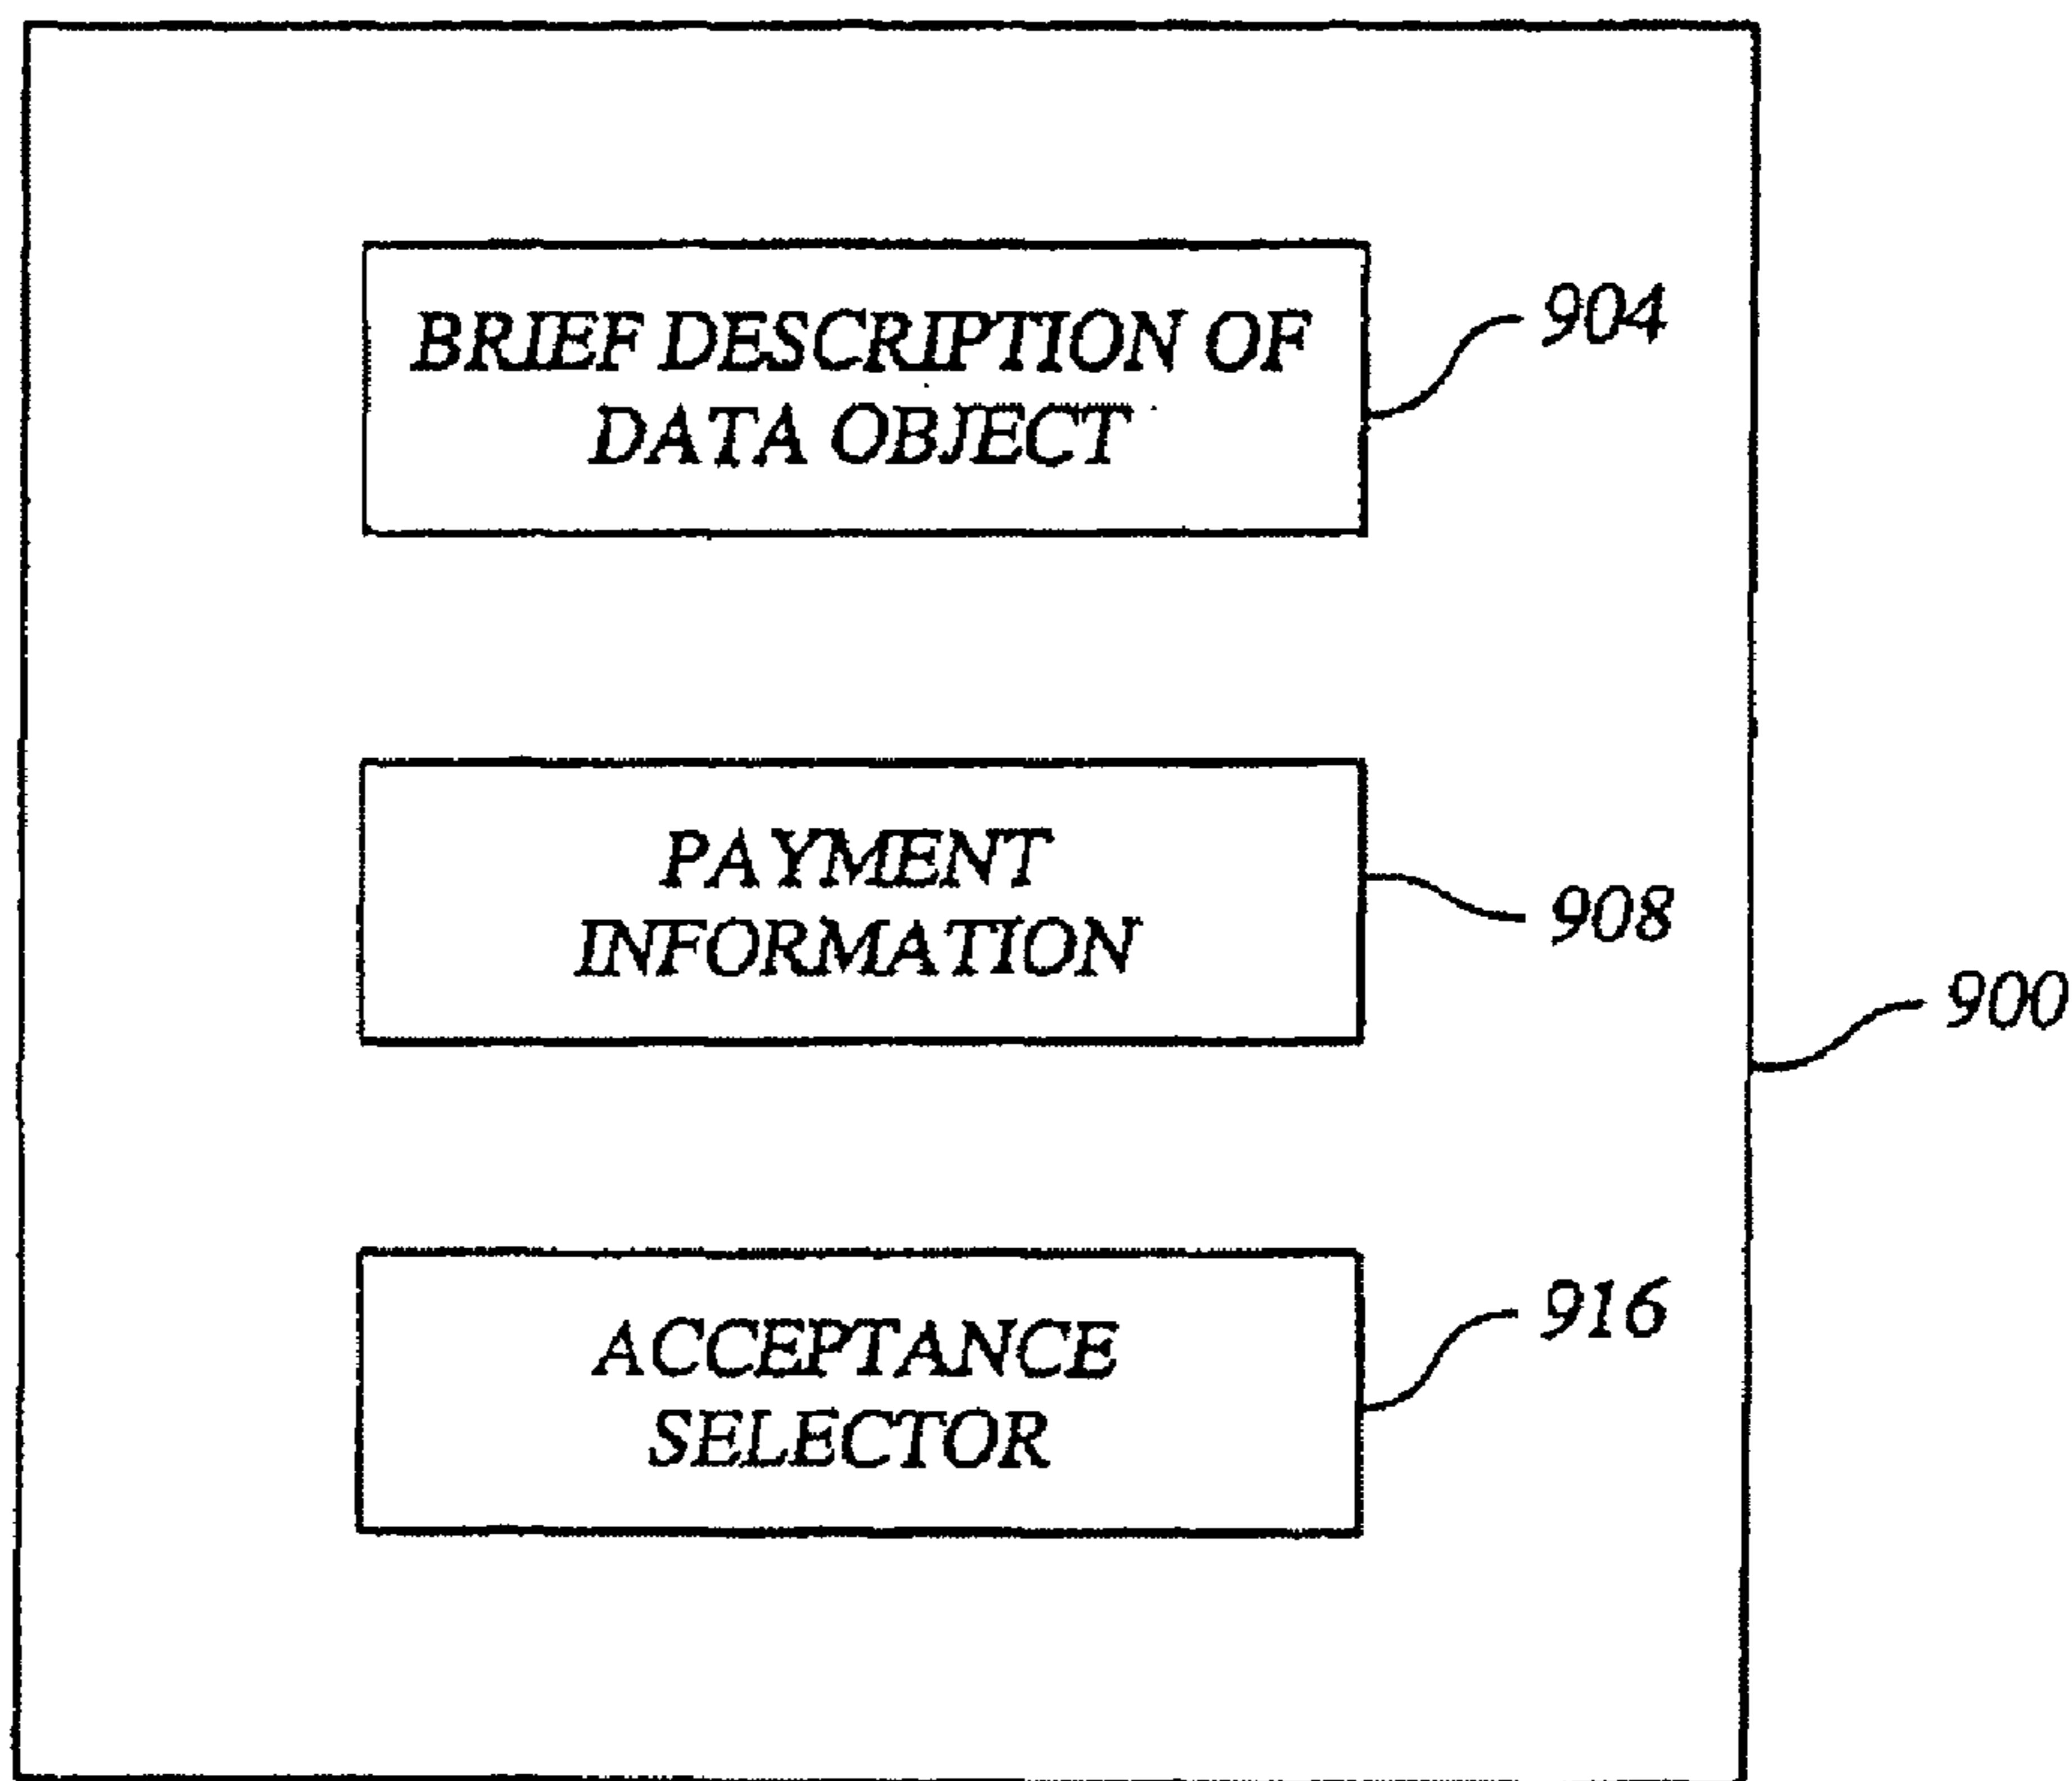 BRIEF DESCRIPTION OF
DATA OBJECT
904
PAYMENT
INFORMATION
908
900
ACCEPTANCE
SELECTOR
916